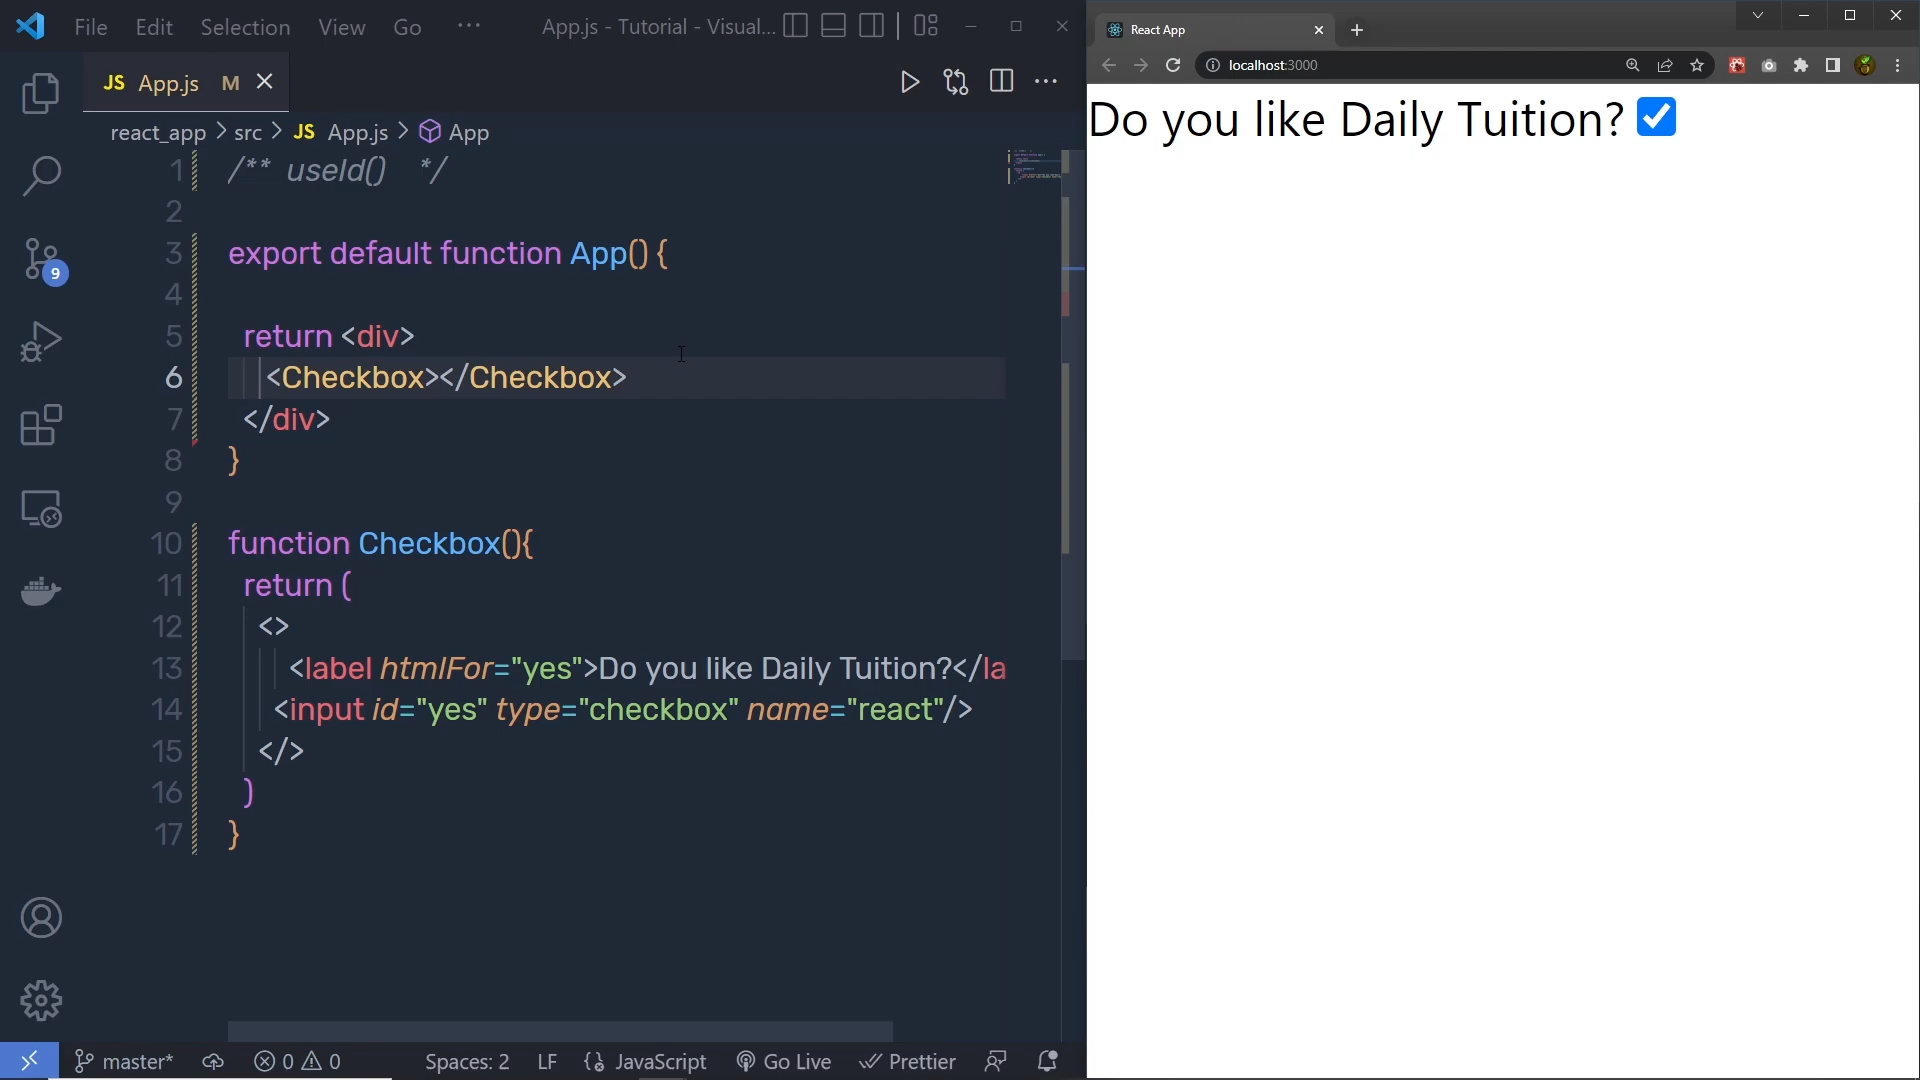 File Edit Selection View Go ··· App.js - Tutorial - Visual...
JS App.js M
react_app > src > JS App.js > App
1 /** useId() */
2
3 export default function App() {
4
5 return <div>
6 <Checkbox></Checkbox>
7 </div>
8 }
9
10 function Checkbox(){
11 return (
12 <>
13 <label htmlFor="yes">Do you like Daily Tuition?</la
14 <input id="yes" type="checkbox" name="react"/>
15 </>
16 )
17 }
9
master* 0 0 Spaces: 2 LF {} JavaScript Go Live Prettier
React App
localhost:3000
Do you like Daily Tuition?